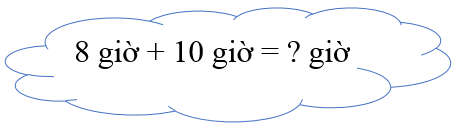 8 giờ + 10 giờ = ? giờ